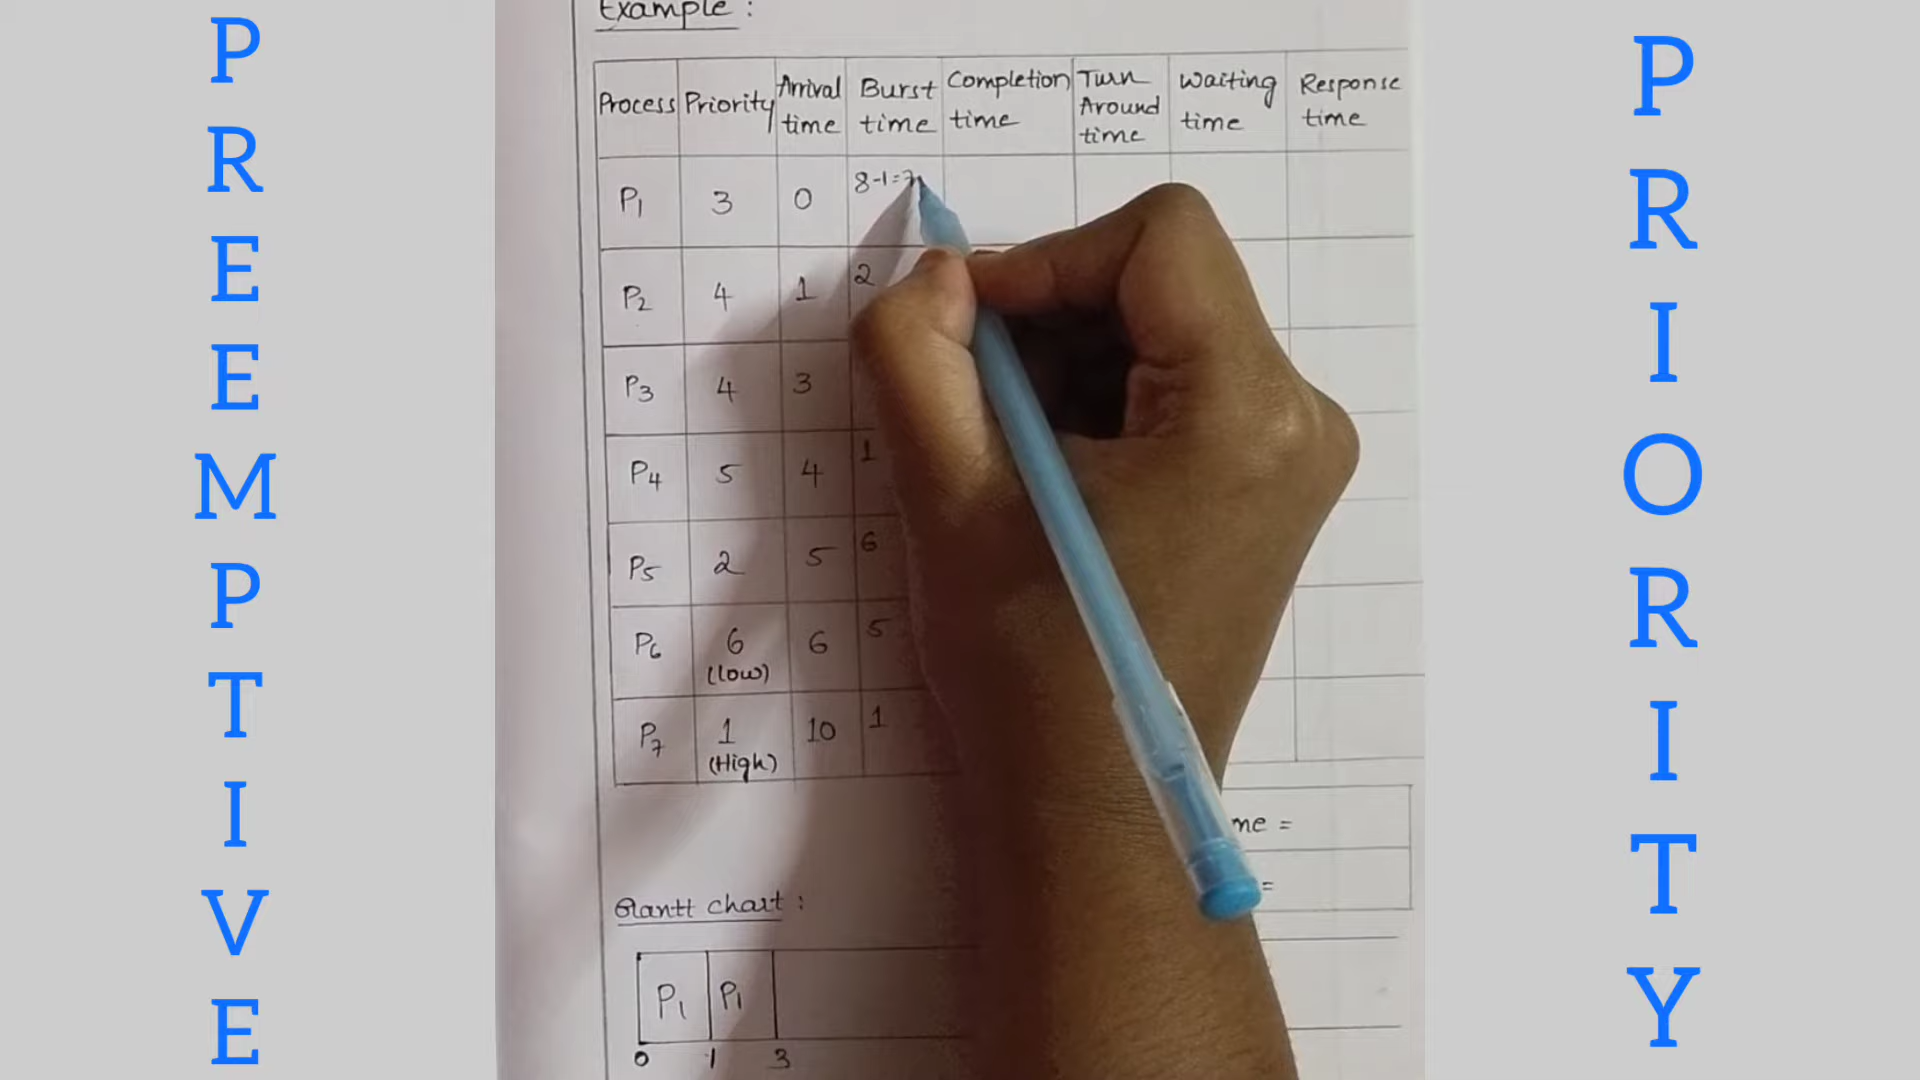 PREEMPTIVE
Example :
Process Priority Arrival time Burst time Completion time Turn Around time Waiting time Response time
P1 3 0 8-1=7
P2 4 1 2
P3 4 3
P4 5 4 1
P5 2 5 6
P6 6 (low) 6 5
P7 1 (High) 10 1
me =
=
Gantt chart :
P1 P1
0 1 3
PRIORITY